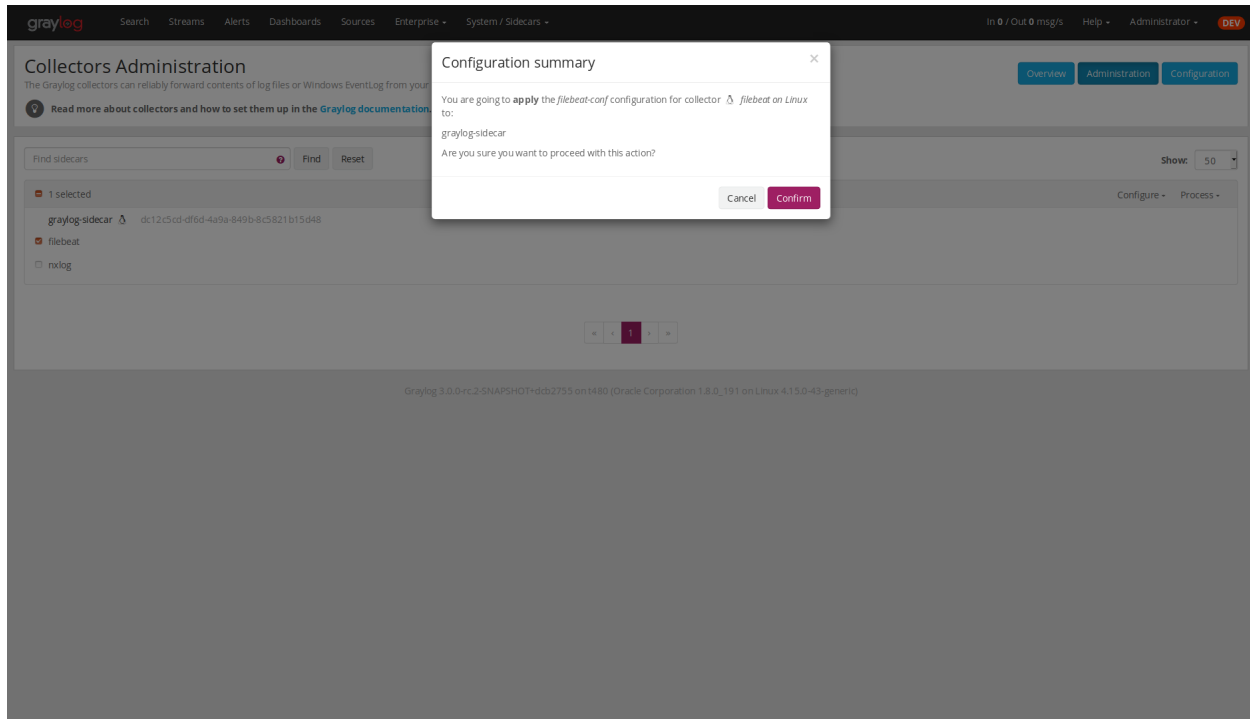 graylog Search Streams Alerts Dashboards Sources Enterprise System / Sidecars In 0 / Out 0 msg/s Help Administrator DEV
Configuration summary ×
You are going to apply the filebeat-conf configuration for collector filebeat on Linux
to:
graylog-sidecar
Are you sure you want to proceed with this action?
Cancel Confirm
Collectors Administration
The Graylog collectors can reliably forward contents of log files or Windows EventLog from your
Read more about collectors and how to set them up in the Graylog documentation.
Overview Administration Configuration
Find sidecars Find Reset Show: 50
1 selected Configure Process
graylog-sidecar dc12c5cd-df6d-4a9a-849b-8c5821b15d48
filebeat
nxlog
« ‹ 1 › »
Graylog 3.0.0-rc.2-SNAPSHOT+dcb2755 on t480 (Oracle Corporation 1.8.0_191 on Linux 4.15.0-43-generic)